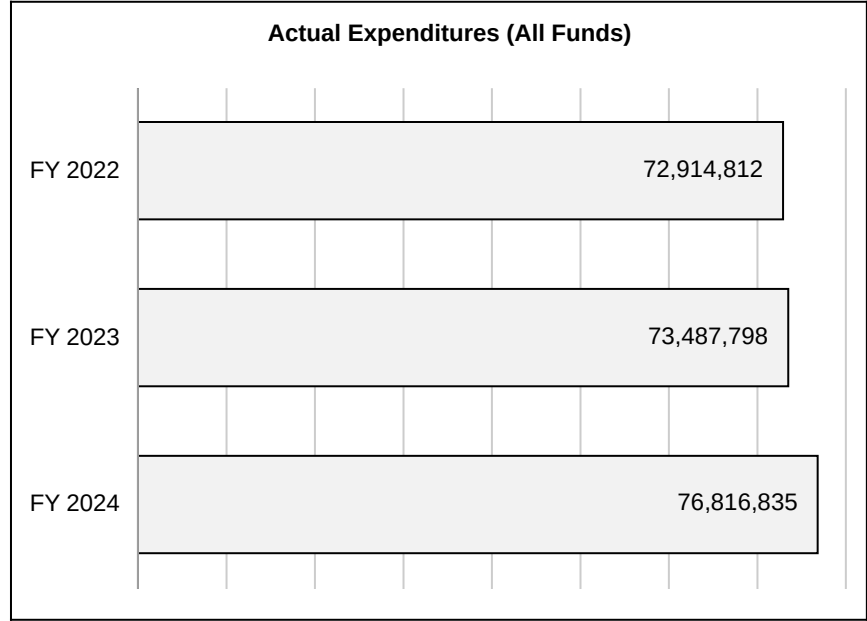 Actual Expenditures (All Funds)
FY 2022 72,914,812
FY 2023 73,487,798
FY 2024 76,816,835